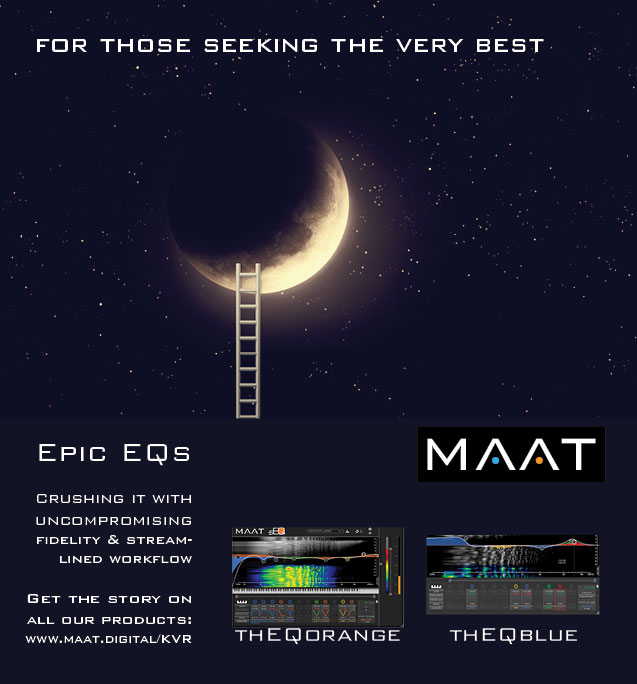 FOR THOSE SEEKING THE VERY BEST
EPIC EQS
MAAT
CRUSHING IT WITH
UNCOMPROMISING
FIDELITY & STREAM-
LINED WORKFLOW
GET THE STORY ON
ALL OUR PRODUCTS:
WWW.MAAT.DIGITAL/KVR
MAAT
thEQorange
thEQblue